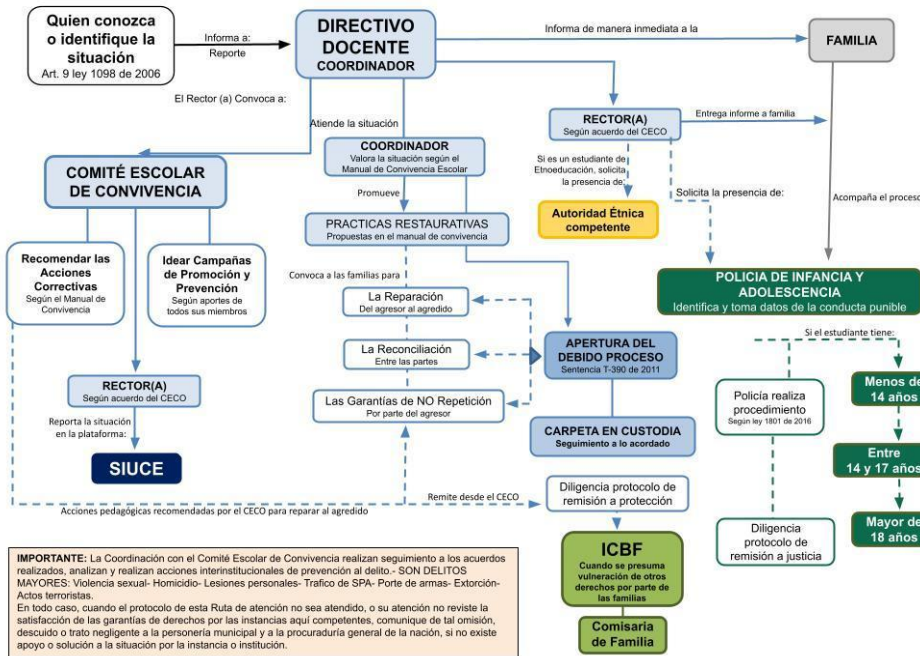 Quien conozca
o identifique la
situación
Art. 9 ley 1098 de 2006
Informa a:
Reporte
DIRECTIVO
DOCENTE
COORDINADOR
Informa de manera inmediata a la
FAMILIA
El Rector (a) Convoca a:
Atiende la situación
RECTOR(A)
Según acuerdo del CECO
Entrega informe a familia
COORDINADOR
Valora la situación según el
Manual de Convivencia Escolar
COMITÉ ESCOLAR
DE CONVIVENCIA
Si es un estudiante de
Etnoeducación, solicita
la presencia de:
Promueve
Solicita la presencia de:
Acompaña el proceso
Autoridad Étnica
competente
PRACTICAS RESTAURATIVAS
Propuestas en el manual de convivencia
Recomendar las
Acciones
Correctivas
Según el Manual de
Convivencia
Idear Campañas
de Promoción y
Prevención
Según aportes de
todos sus miembros
Convoca a las familias para
POLICIA DE INFANCIA Y
ADOLESCENCIA
Identifica y toma datos de la conducta punible
La Reparación
Del agresor al agredido
Si el estudiante tiene:
La Reconciliación
Entre las partes
APERTURA DEL
DEBIDO PROCESO
Sentencia T-390 de 2011
RECTOR(A)
Según acuerdo del CECO
Las Garantías de NO Repetición
Por parte del agresor
Policía realiza
procedimiento
Según ley 1801 de 2016
Menos de
14 años
Reporta la situación
en la plataforma:
CARPETA EN CUSTODIA
Seguimiento a lo acordado
SIUCE
Entre
14 y 17 años
Acciones pedagógicas recomendadas por el CECO para reparar al agredido
Remite desde el CECO
Diligencia protocolo de
remisión a protección
Diligencia
protocolo de
remisión a justicia
Mayor de
18 años
ICBF
Cuando se presuma
vulneración de otros
derechos por parte de
las familias
Comisaria
de Familia
IMPORTANTE: La Coordinación con el Comité Escolar de Convivencia realizan seguimiento a los acuerdos
realizados, analizan y realizan acciones interinstitucionales de prevención al delito.- SON DELITOS
MAYORES: Violencia sexual- Homicidio- Lesiones personales- Trafico de SPA- Porte de armas- Extorción-
Actos terroristas.
En todo caso, cuando el protocolo de esta Ruta de atención no sea atendido, o su atención no reviste la
satisfacción de las garantías de derechos por las instancias aquí competentes, comunique de tal omisión,
descuido o trato negligente a la personería municipal y a la procuraduría general de la nación, si no existe
apoyo o solución a la situación por la instancia o institución.